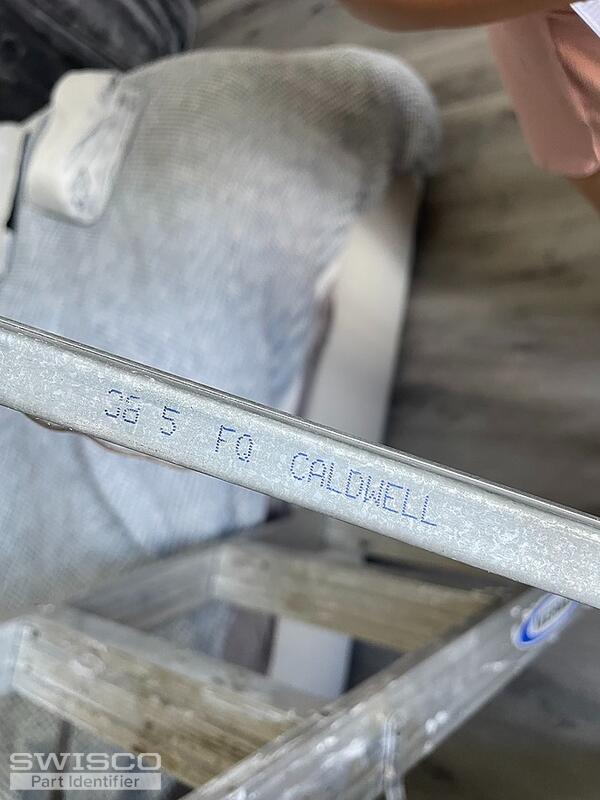 36 5 FQ CALDWELL
SWISCO
Part Identifier